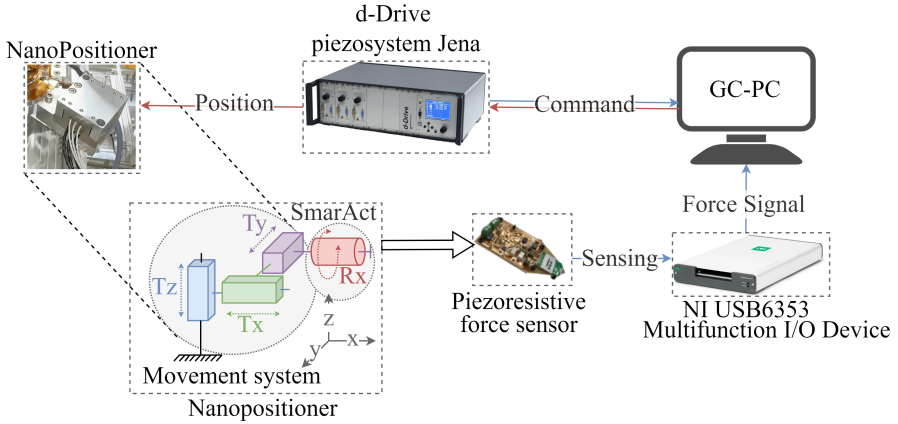 d-Drive
piezosystem Jena
NanoPositioner
GC-PC
Position
Command
d-Drive
SmarAct
Force Signal
Ty
Rx
Tz
Tx
Sensing
Piezoresistive
force sensor
NI USB6353
Multifunction I/O Device
z
x
y
Movement system
Nanopositioner